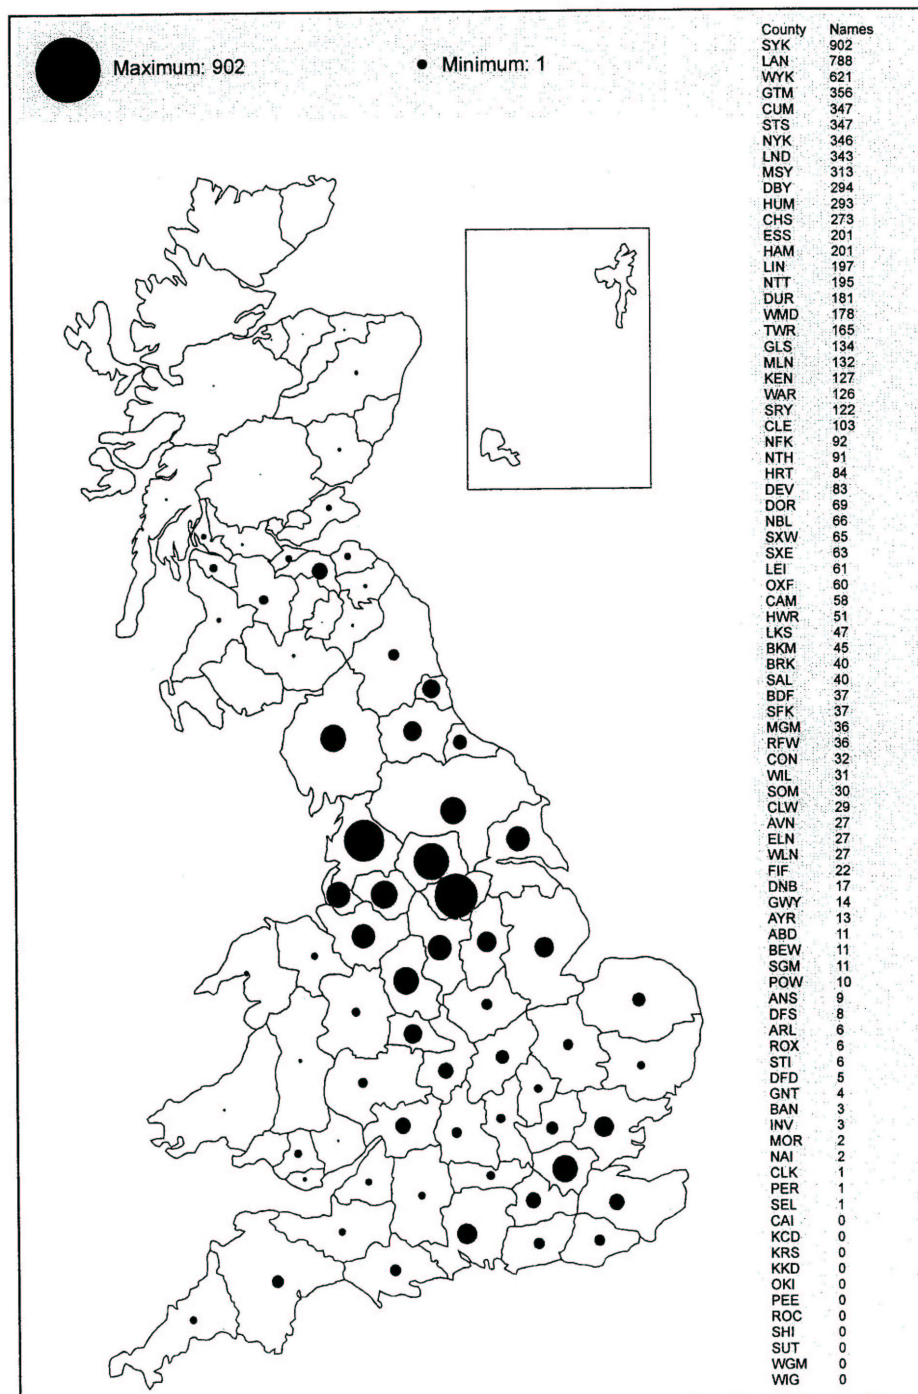 Maximum: 902
Minimum: 1
County Names
SYK 902
LAN 788
WYK 621
GTM 356
CUM 347
STS 347
NYK 346
LND 343
MSY 313
DBY 294
HUM 293
CHS 273
ESS 201
HAM 201
LIN 197
NTT 195
DUR 181
WMD 178
TWR 165
GLS 134
MLN 132
KEN 127
WAR 126
SRY 122
CLE 103
NFK 92
NTH 91
HRT 84
DEV 83
DOR 69
NBL 66
SXW 65
SXE 63
LEI 61
OXF 60
CAM 58
HWR 51
LKS 47
BKM 45
BRK 40
SAL 40
BDF 37
SFK 37
MGM 36
RFW 36
CON 32
WIL 31
SOM 30
CLW 29
AVN 27
ELN 27
WLN 27
FIF 22
DNB 17
GWY 14
AYR 13
ABD 11
BEW 11
SGM 11
POW 10
ANS 9
DFS 8
ARL 6
ROX 6
STI 6
DFD 5
GNT 4
BAN 3
INV 3
MOR 2
NAI 2
CLK 1
PER 1
SEL 1
CAI 0
KCD 0
KRS 0
KKD 0
OKI 0
PEE 0
ROC 0
SHI 0
SUT 0
WGM 0
WIG 0